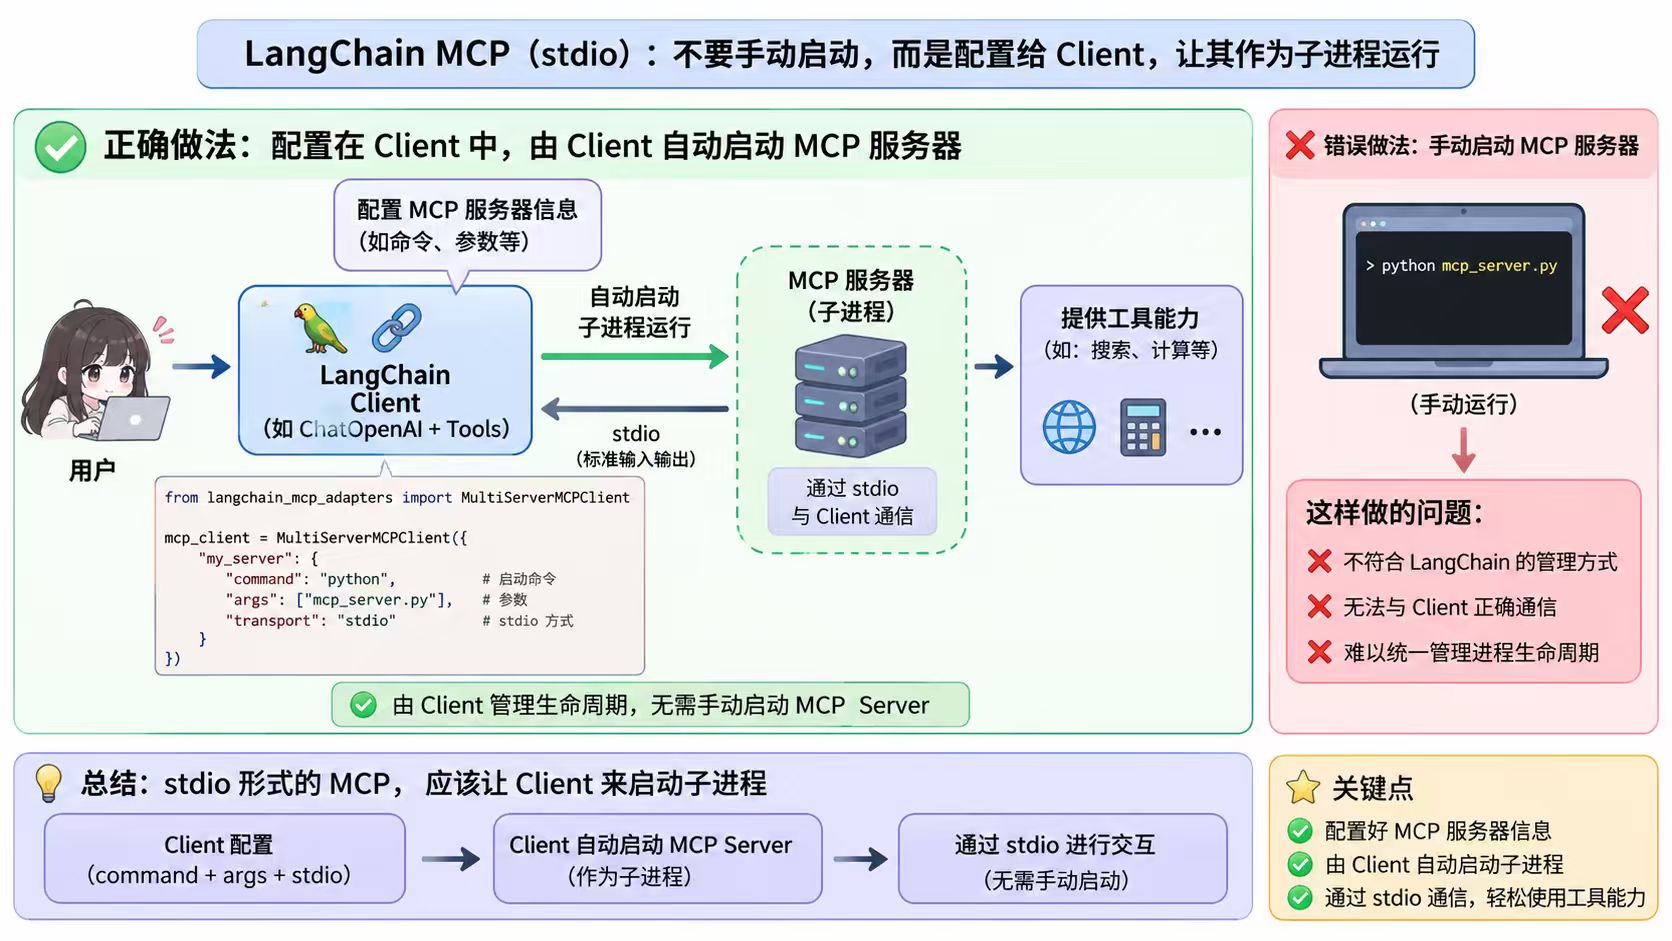 LangChain MCP（stdio）：不要手动启动，而是配置给 Client，让其作为子进程运行
正确做法：配置在 Client 中，由 Client 自动启动 MCP 服务器
配置 MCP 服务器信息
（如命令、参数等）
用户
LangChain
Client
（如 ChatOpenAI + Tools）
自动启动
子进程运行
stdio
（标准输入输出）
MCP 服务器
（子进程）
通过 stdio
与 Client 通信
提供工具能力
（如：搜索、计算等）
...
from langchain_mcp_adapters import MultiServerMCPClient
mcp_client = MultiServerMCPClient({
    "my_server": {
        "command": "python",          # 启动命令
        "args": ["mcp_server.py"],    # 参数
        "transport": "stdio"          # stdio 方式
    }
})
由 Client 管理生命周期，无需手动启动 MCP Server
错误做法：手动启动 MCP 服务器
> python mcp_server.py
（手动运行）
这样做的问题：
不符合 LangChain 的管理方式
无法与 Client 正确通信
难以统一管理进程生命周期
总结：stdio 形式的 MCP， 应该让 Client 来启动子进程
Client 配置
（command + args + stdio）
Client 自动启动 MCP Server
（作为子进程）
通过 stdio 进行交互
（无需手动启动）
关键点
配置好 MCP 服务器信息
由 Client 自动启动子进程
通过 stdio 通信，轻松使用工具能力